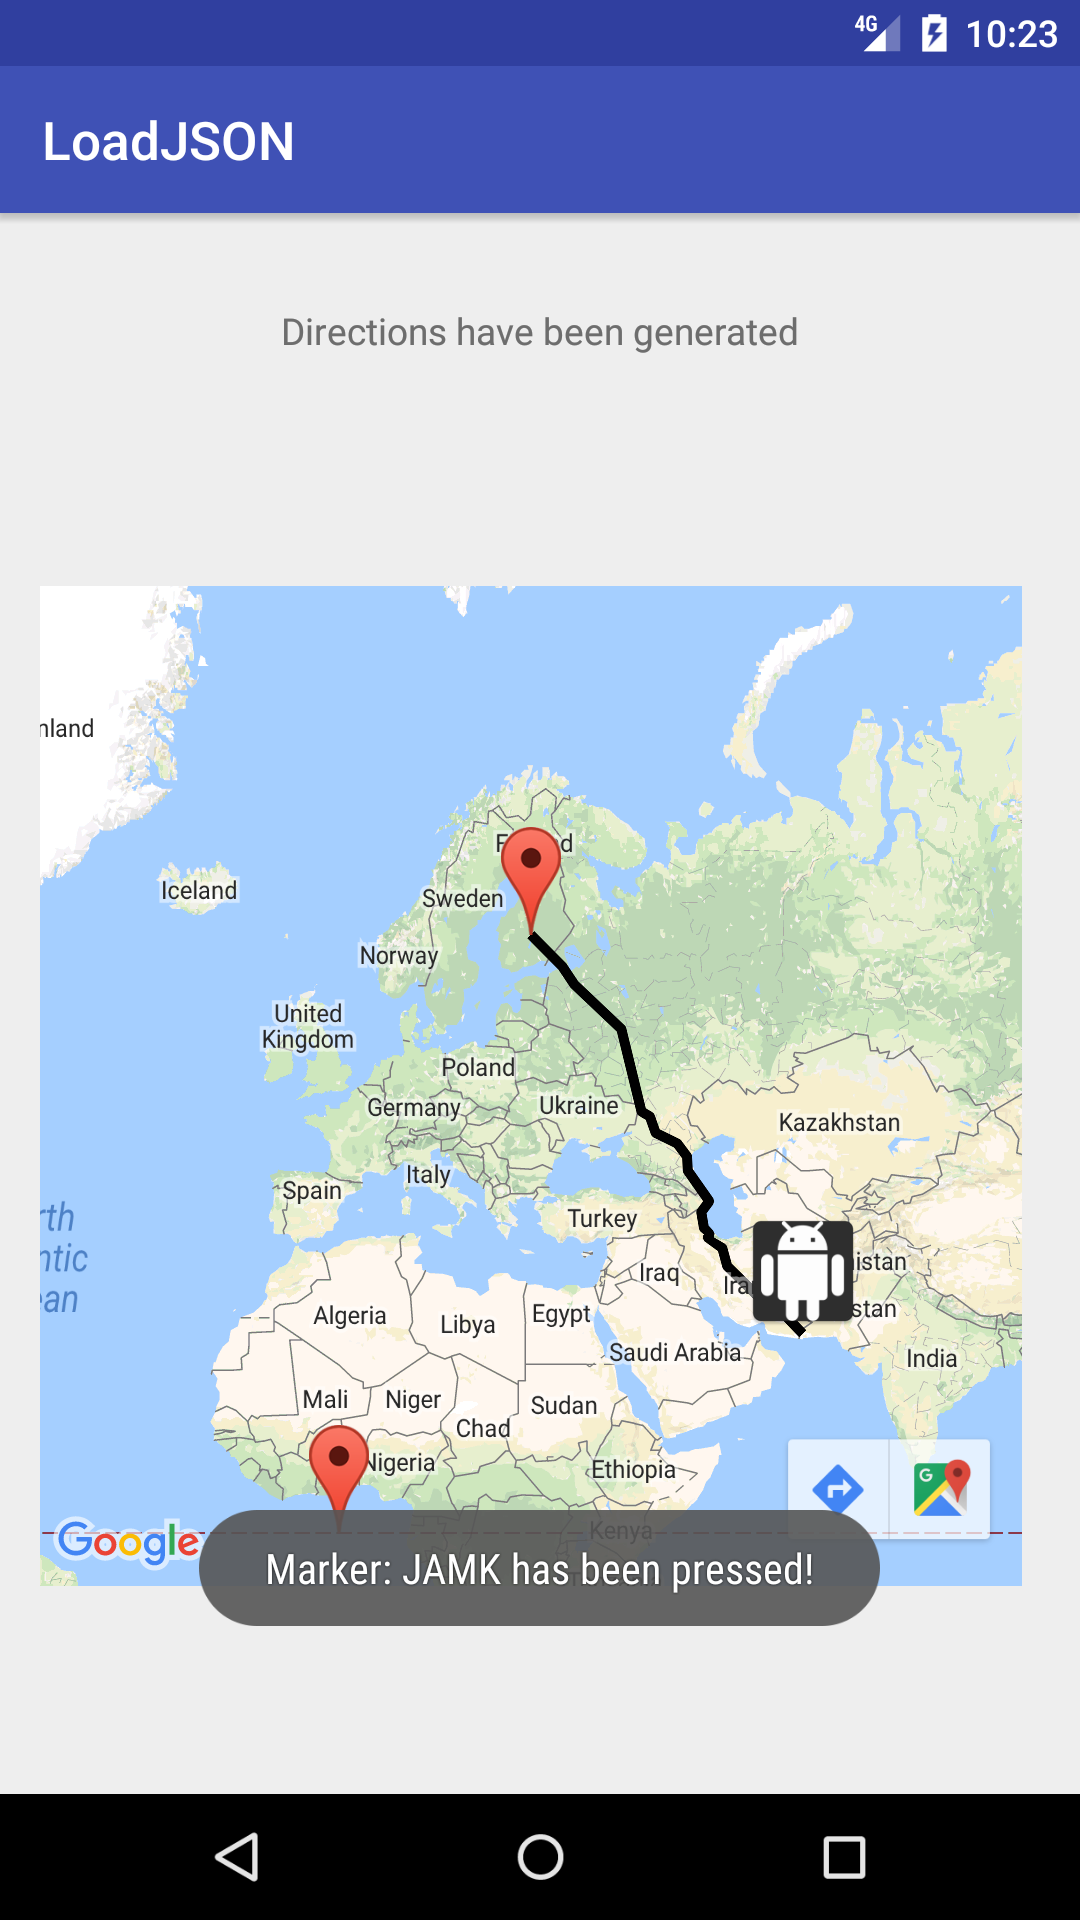 4G 10:23
LoadJSON
Directions have been generated
nland
Iceland
Sweden
Norway
United
Kingdom
Poland
Germany
Ukraine
Kazakhstan
Italy
Spain
Turkey
rth
ntic
ean
Iraq
Ira
istan
stan
Algeria
Libya
Egypt
Saudi Arabia
India
Mali
Niger
Chad
Sudan
Nigeria
Ethiopia
G
Kenya
Google
Marker: JAMK has been pressed!